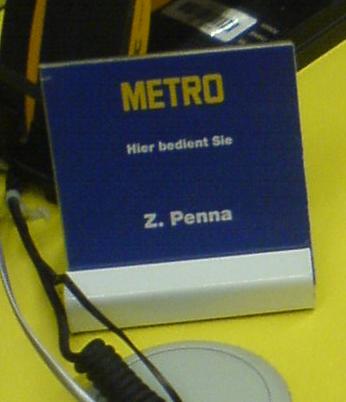 METRO
Hier bedient Sie
Z. Penna